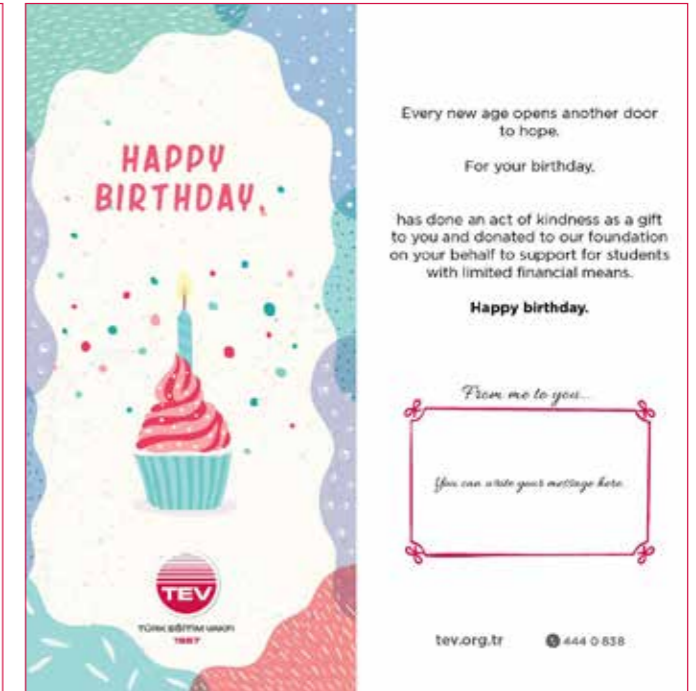 HAPPY
BIRTHDAY,
TEV
TÜRK EĞİTİM VAKFI
1967
Every new age opens another door
to hope.
For your birthday,
has done an act of kindness as a gift
to you and donated to our foundation
on your behalf to support for students
with limited financial means.
Happy birthday.
From me to you...
You can write your message here.
tev.org.tr
444 0 838